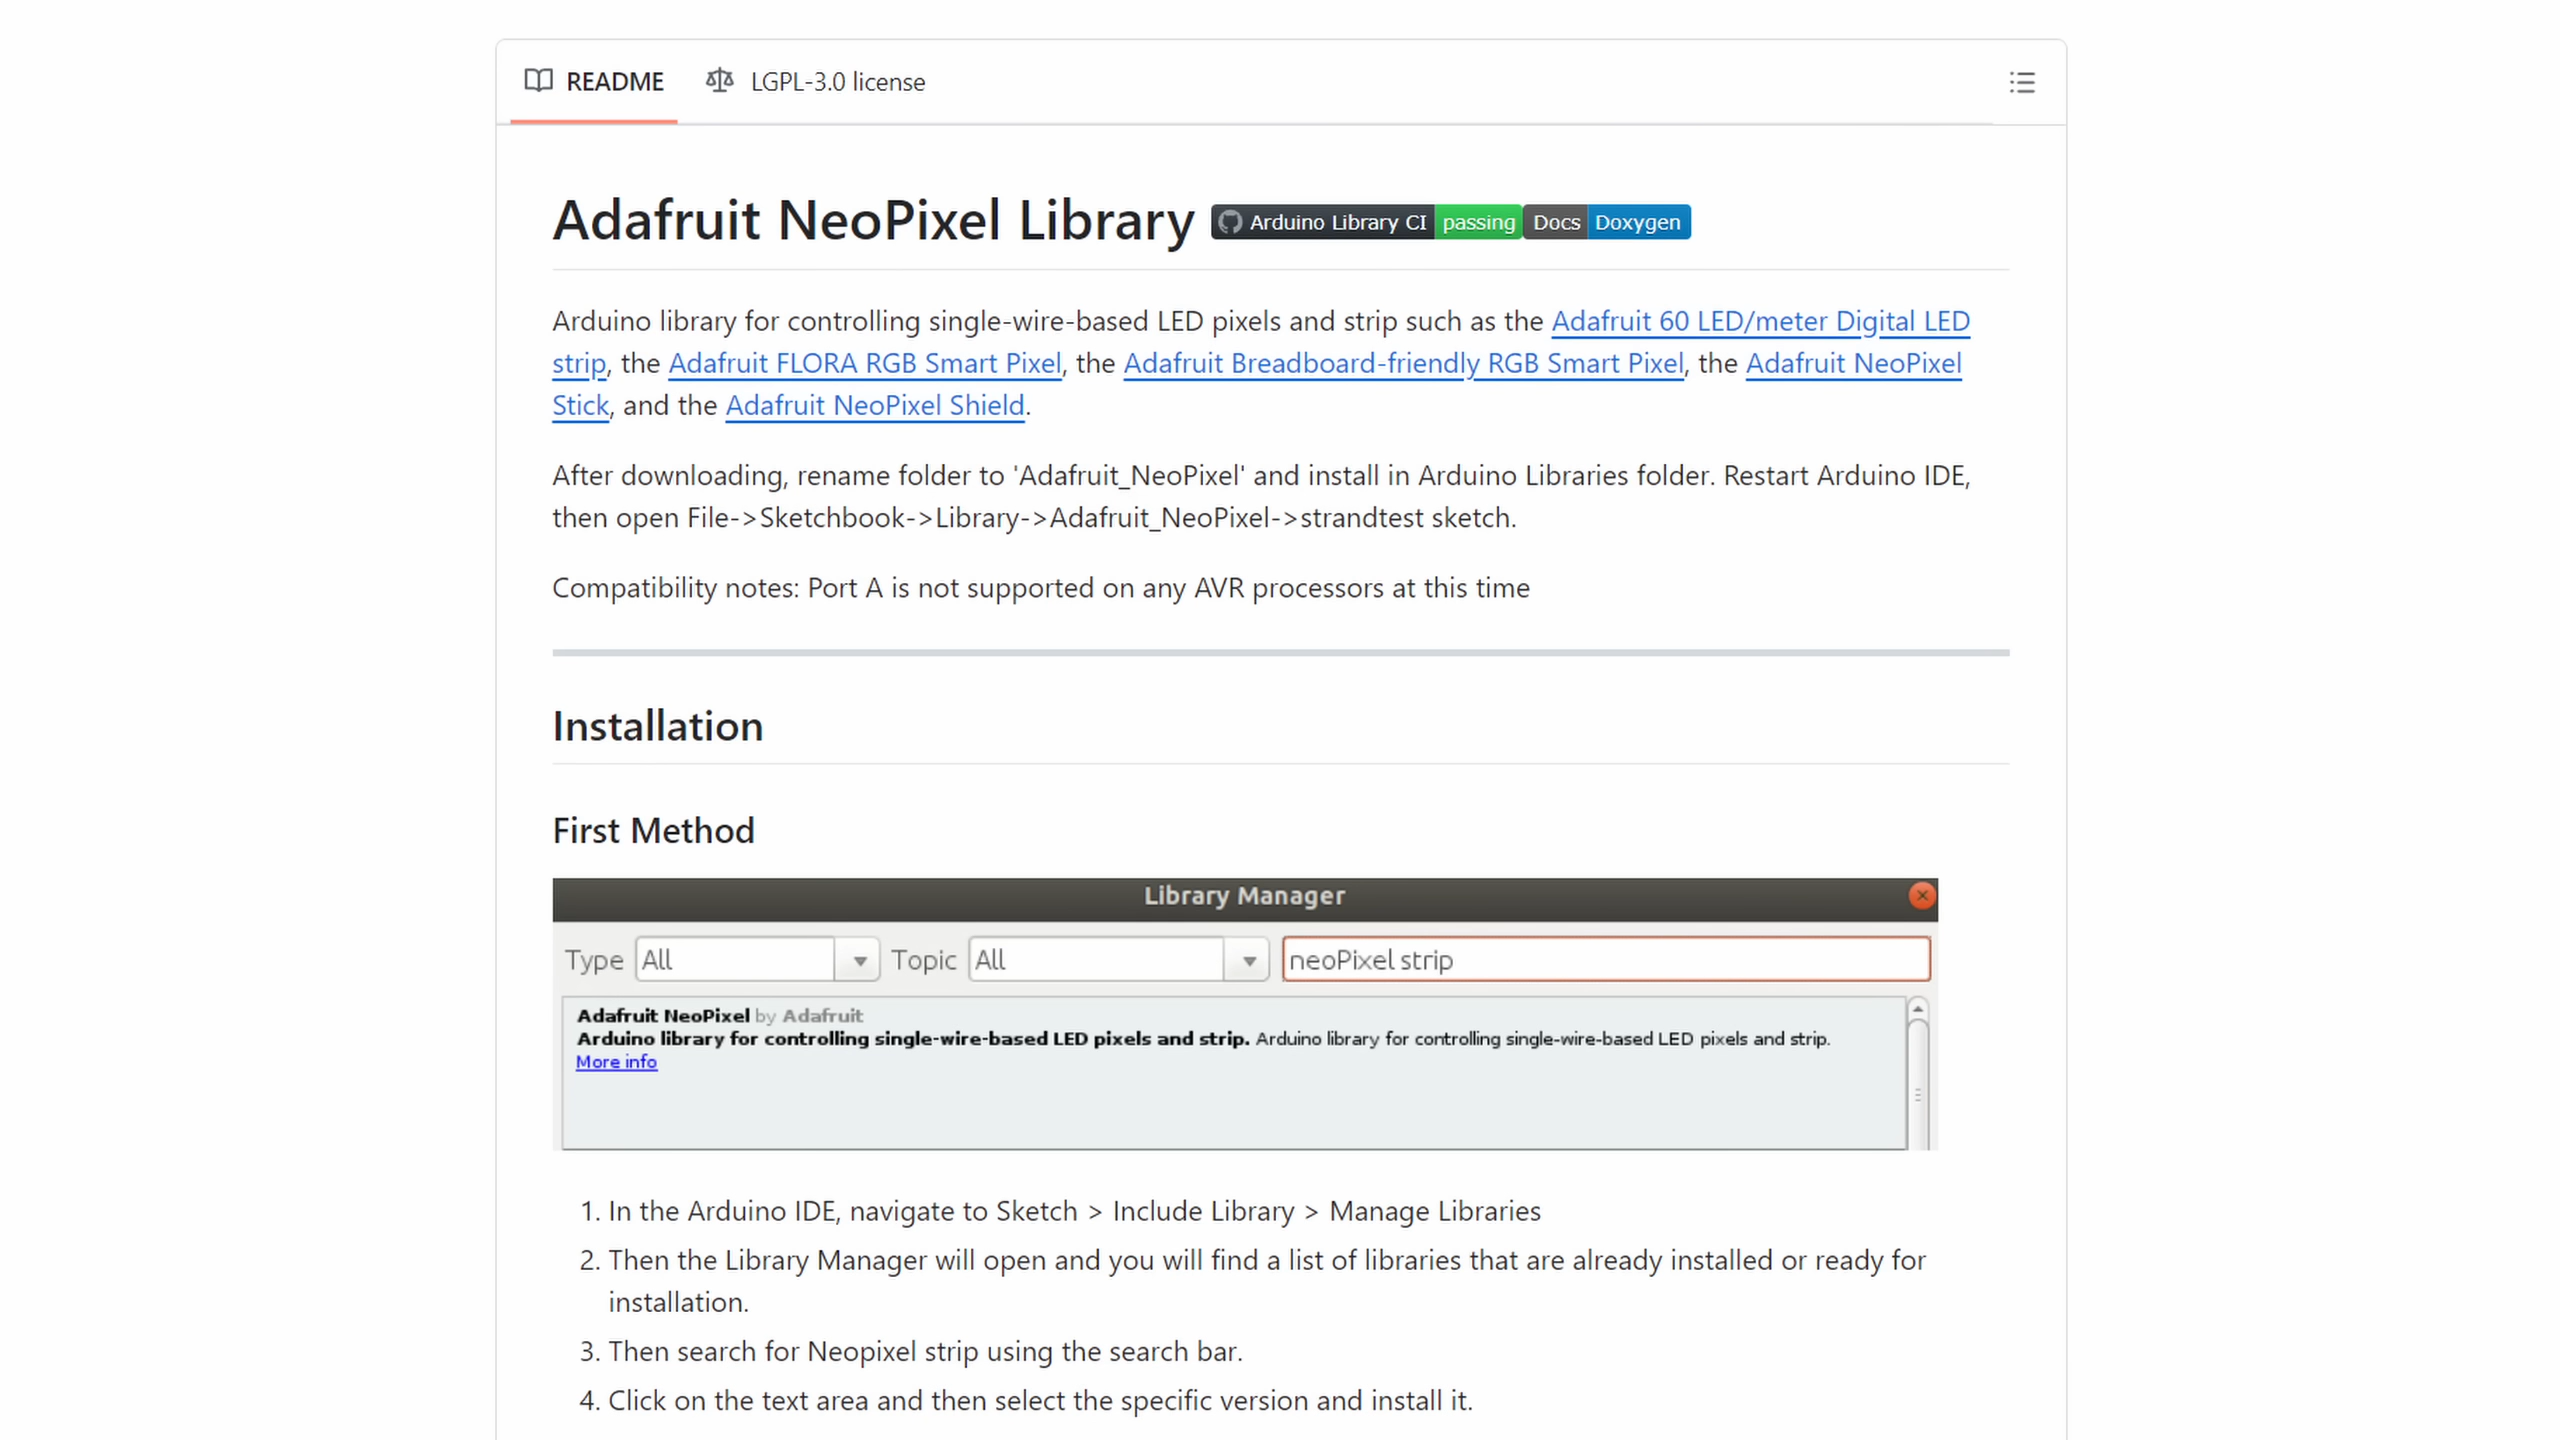 README LGPL-3.0 license
Adafruit NeoPixel Library Arduino Library CI passing Docs Doxygen
Arduino library for controlling single-wire-based LED pixels and strip such as the Adafruit 60 LED/meter Digital LED
strip, the Adafruit FLORA RGB Smart Pixel, the Adafruit Breadboard-friendly RGB Smart Pixel, the Adafruit NeoPixel
Stick, and the Adafruit NeoPixel Shield.
After downloading, rename folder to 'Adafruit_NeoPixel' and install in Arduino Libraries folder. Restart Arduino IDE,
then open File->Sketchbook->Library->Adafruit_NeoPixel->strandtest sketch.
Compatibility notes: Port A is not supported on any AVR processors at this time
Installation
First Method
Library Manager
Type All Topic All neoPixel strip
Adafruit NeoPixel by Adafruit
Arduino library for controlling single-wire-based LED pixels and strip. Arduino library for controlling single-wire-based LED pixels and strip.
More info
1. In the Arduino IDE, navigate to Sketch > Include Library > Manage Libraries
2. Then the Library Manager will open and you will find a list of libraries that are already installed or ready for
installation.
3. Then search for Neopixel strip using the search bar.
4. Click on the text area and then select the specific version and install it.